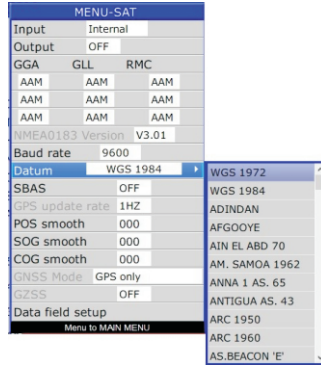 MENU-SAT
Input Internal
Output OFF
GGA GLL RMC
AAM AAM AAM
AAM AAM AAM
AAM AAM AAM
NMEA0183 Version V3.01
Baud rate 9600
Datum WGS 1984
SBAS OFF
GPS update rate 1HZ
POS smooth 000
SOG smooth 000
COG smooth 000
GNSS Mode GPS only
GZSS OFF
Data field setup
Menu to MAIN MENU
WGS 1972
WGS 1984
ADINDAN
AFGOOYE
AIN EL ABD 70
AM. SAMOA 1962
ANNA 1 AS. 65
ANTIGUA AS. 43
ARC 1950
ARC 1960
AS.BEACON 'E'